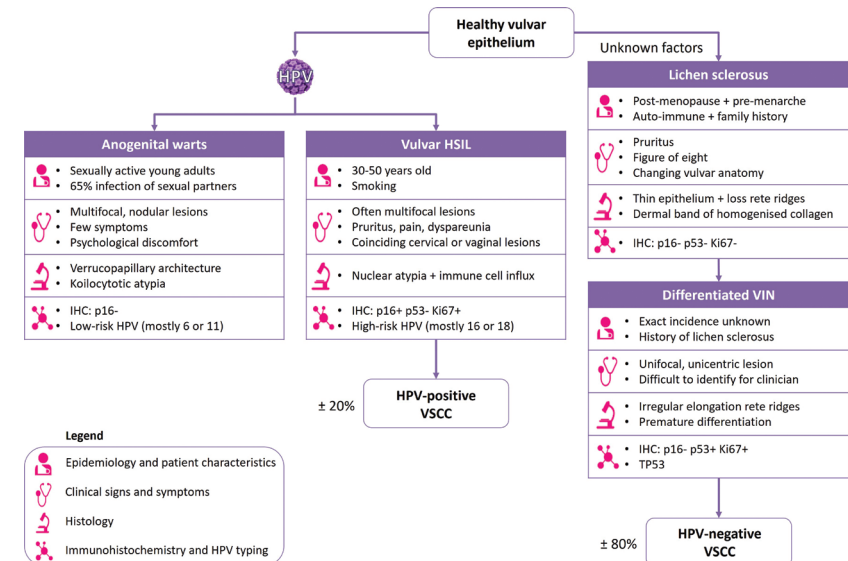 Healthy vulvar
epithelium
Unknown factors
HPV
Anogenital warts
• Sexually active young adults
• 65% infection of sexual partners
• Multifocal, nodular lesions
• Few symptoms
• Psychological discomfort
• Verrucopapillary architecture
• Koilocytotic atypia
• IHC: p16-
• Low-risk HPV (mostly 6 or 11)
Vulvar HSIL
• 30-50 years old
• Smoking
• Often multifocal lesions
• Pruritus, pain, dyspareunia
• Coinciding cervical or vaginal lesions
• Nuclear atypia + immune cell influx
• IHC: p16+ p53- Ki67+
• High-risk HPV (mostly 16 or 18)
± 20%
HPV-positive
VSCC
Lichen sclerosus
• Post-menopause + pre-menarche
• Auto-immune + family history
• Pruritus
• Figure of eight
• Changing vulvar anatomy
• Thin epithelium + loss rete ridges
• Dermal band of homogenised collagen
• IHC: p16- p53- Ki67-
Differentiated VIN
• Exact incidence unknown
• History of lichen sclerosus
• Unifocal, unicentric lesion
• Difficult to identify for clinician
• Irregular elongation rete ridges
• Premature differentiation
• IHC: p16- p53+ Ki67+
• TP53
± 80%
HPV-negative
VSCC
Legend
Epidemiology and patient characteristics
Clinical signs and symptoms
Histology
Immunohistochemistry and HPV typing